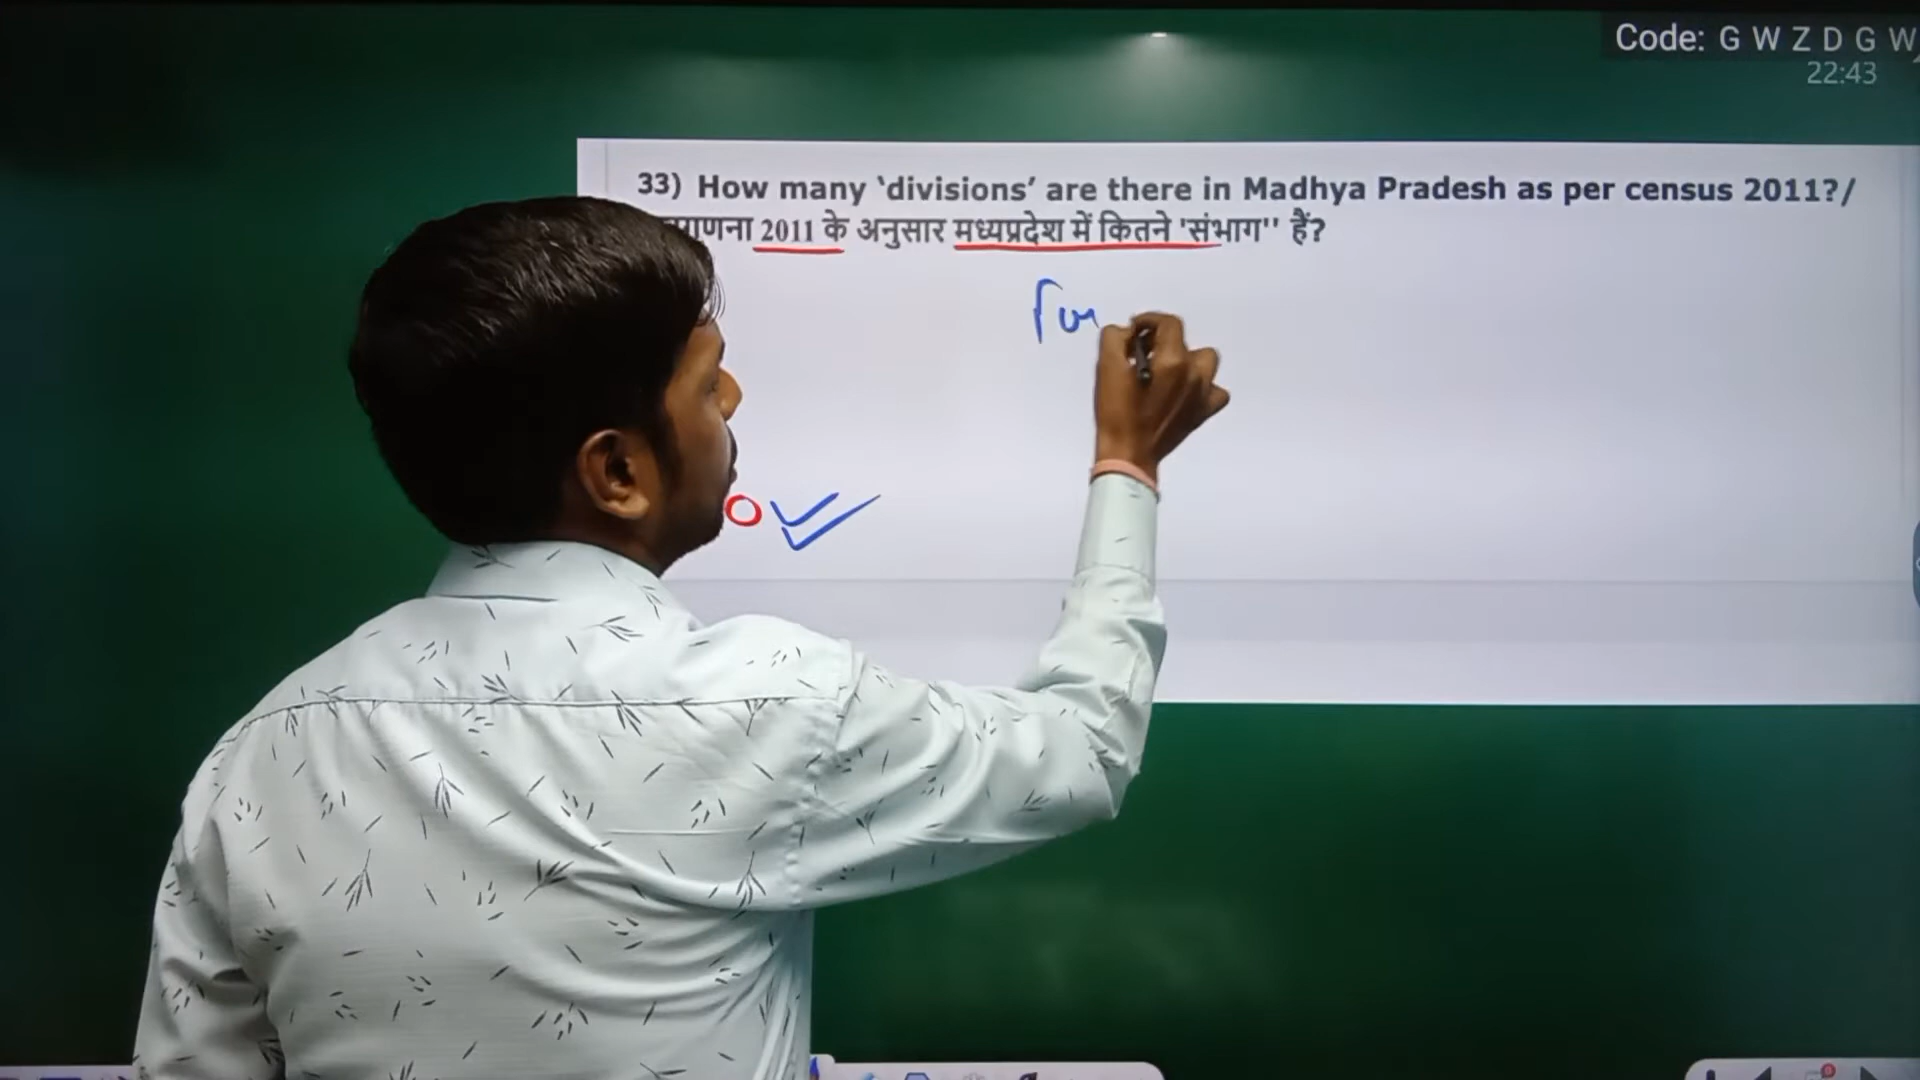 Code: G W Z D G W
22:43
33) How many ‘divisions’ are there in Madhya Pradesh as per census 2011?/
2011 के अनुसार मध्यप्रदेश में कितने 'संभाग'' हैं?